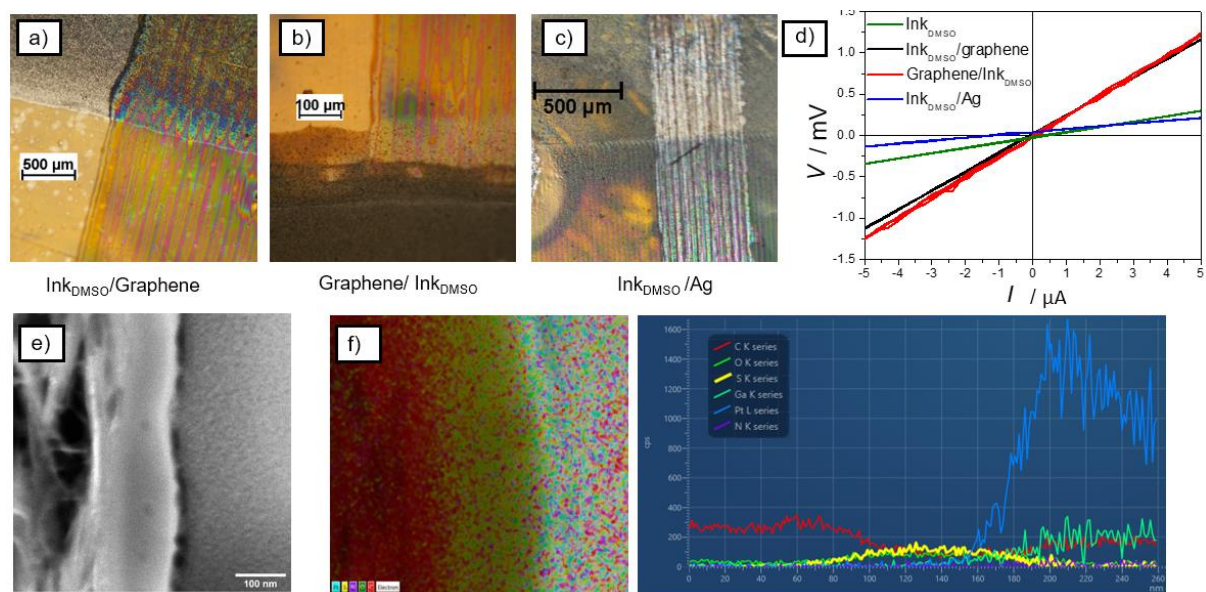 a)
500 µm
b)
100 µm
c)
500 µm
d)
V / mV
1.5
1.0
0.5
0.0
-0.5
-1.0
-1.5
Ink_DMSO
Ink_DMSO/graphene
Graphene/Ink_DMSO
Ink_DMSO/Ag
-5 -4 -3 -2 -1 0 1 2 3 4 5
I / µA
Ink_DMSO/Graphene
Graphene/ Ink_DMSO
Ink_DMSO /Ag
e)
100 nm
f)
Electron
1600
1400
1200
1000
800
600
400
200
0
cps
C K series
O K series
S K series
Ga K series
Pt L series
N K series
0 20 40 60 80 100 120 140 160 180 200 220 240 260
nm